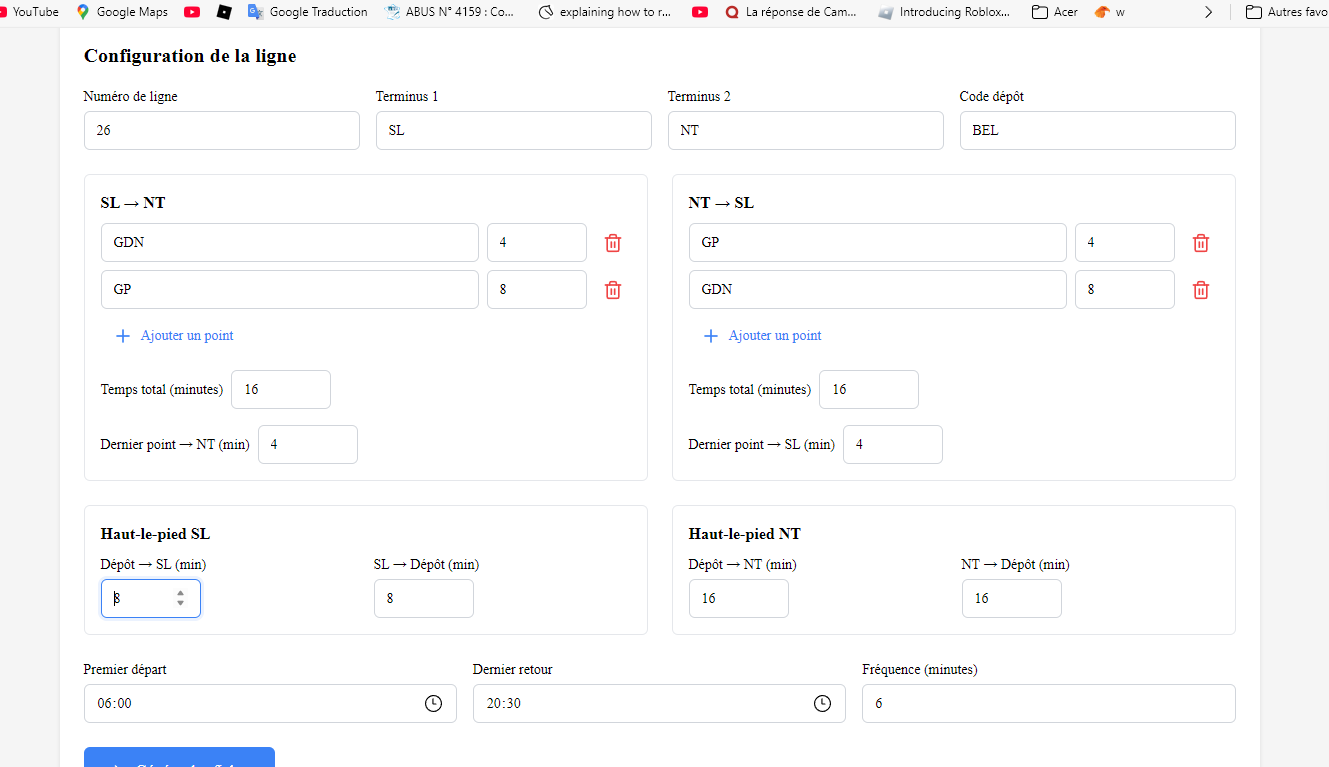 YouTube Google Maps Google Traduction ABUS N° 4159 : Co... explaining how to r... La réponse de Cam... Introducing Roblox... Acer w Autres favo
Configuration de la ligne
Numéro de ligne Terminus 1 Terminus 2 Code dépôt
26 SL NT BEL
SL → NT
GDN 4
GP 8
Ajouter un point
Temps total (minutes) 16
Dernier point → NT (min) 4
NT → SL
GP 4
GDN 8
Ajouter un point
Temps total (minutes) 16
Dernier point → SL (min) 4
Haut-le-pied SL
Dépôt → SL (min) SL → Dépôt (min)
8 8
Haut-le-pied NT
Dépôt → NT (min) NT → Dépôt (min)
16 16
Premier départ Dernier retour Fréquence (minutes)
06:00 20:30 6